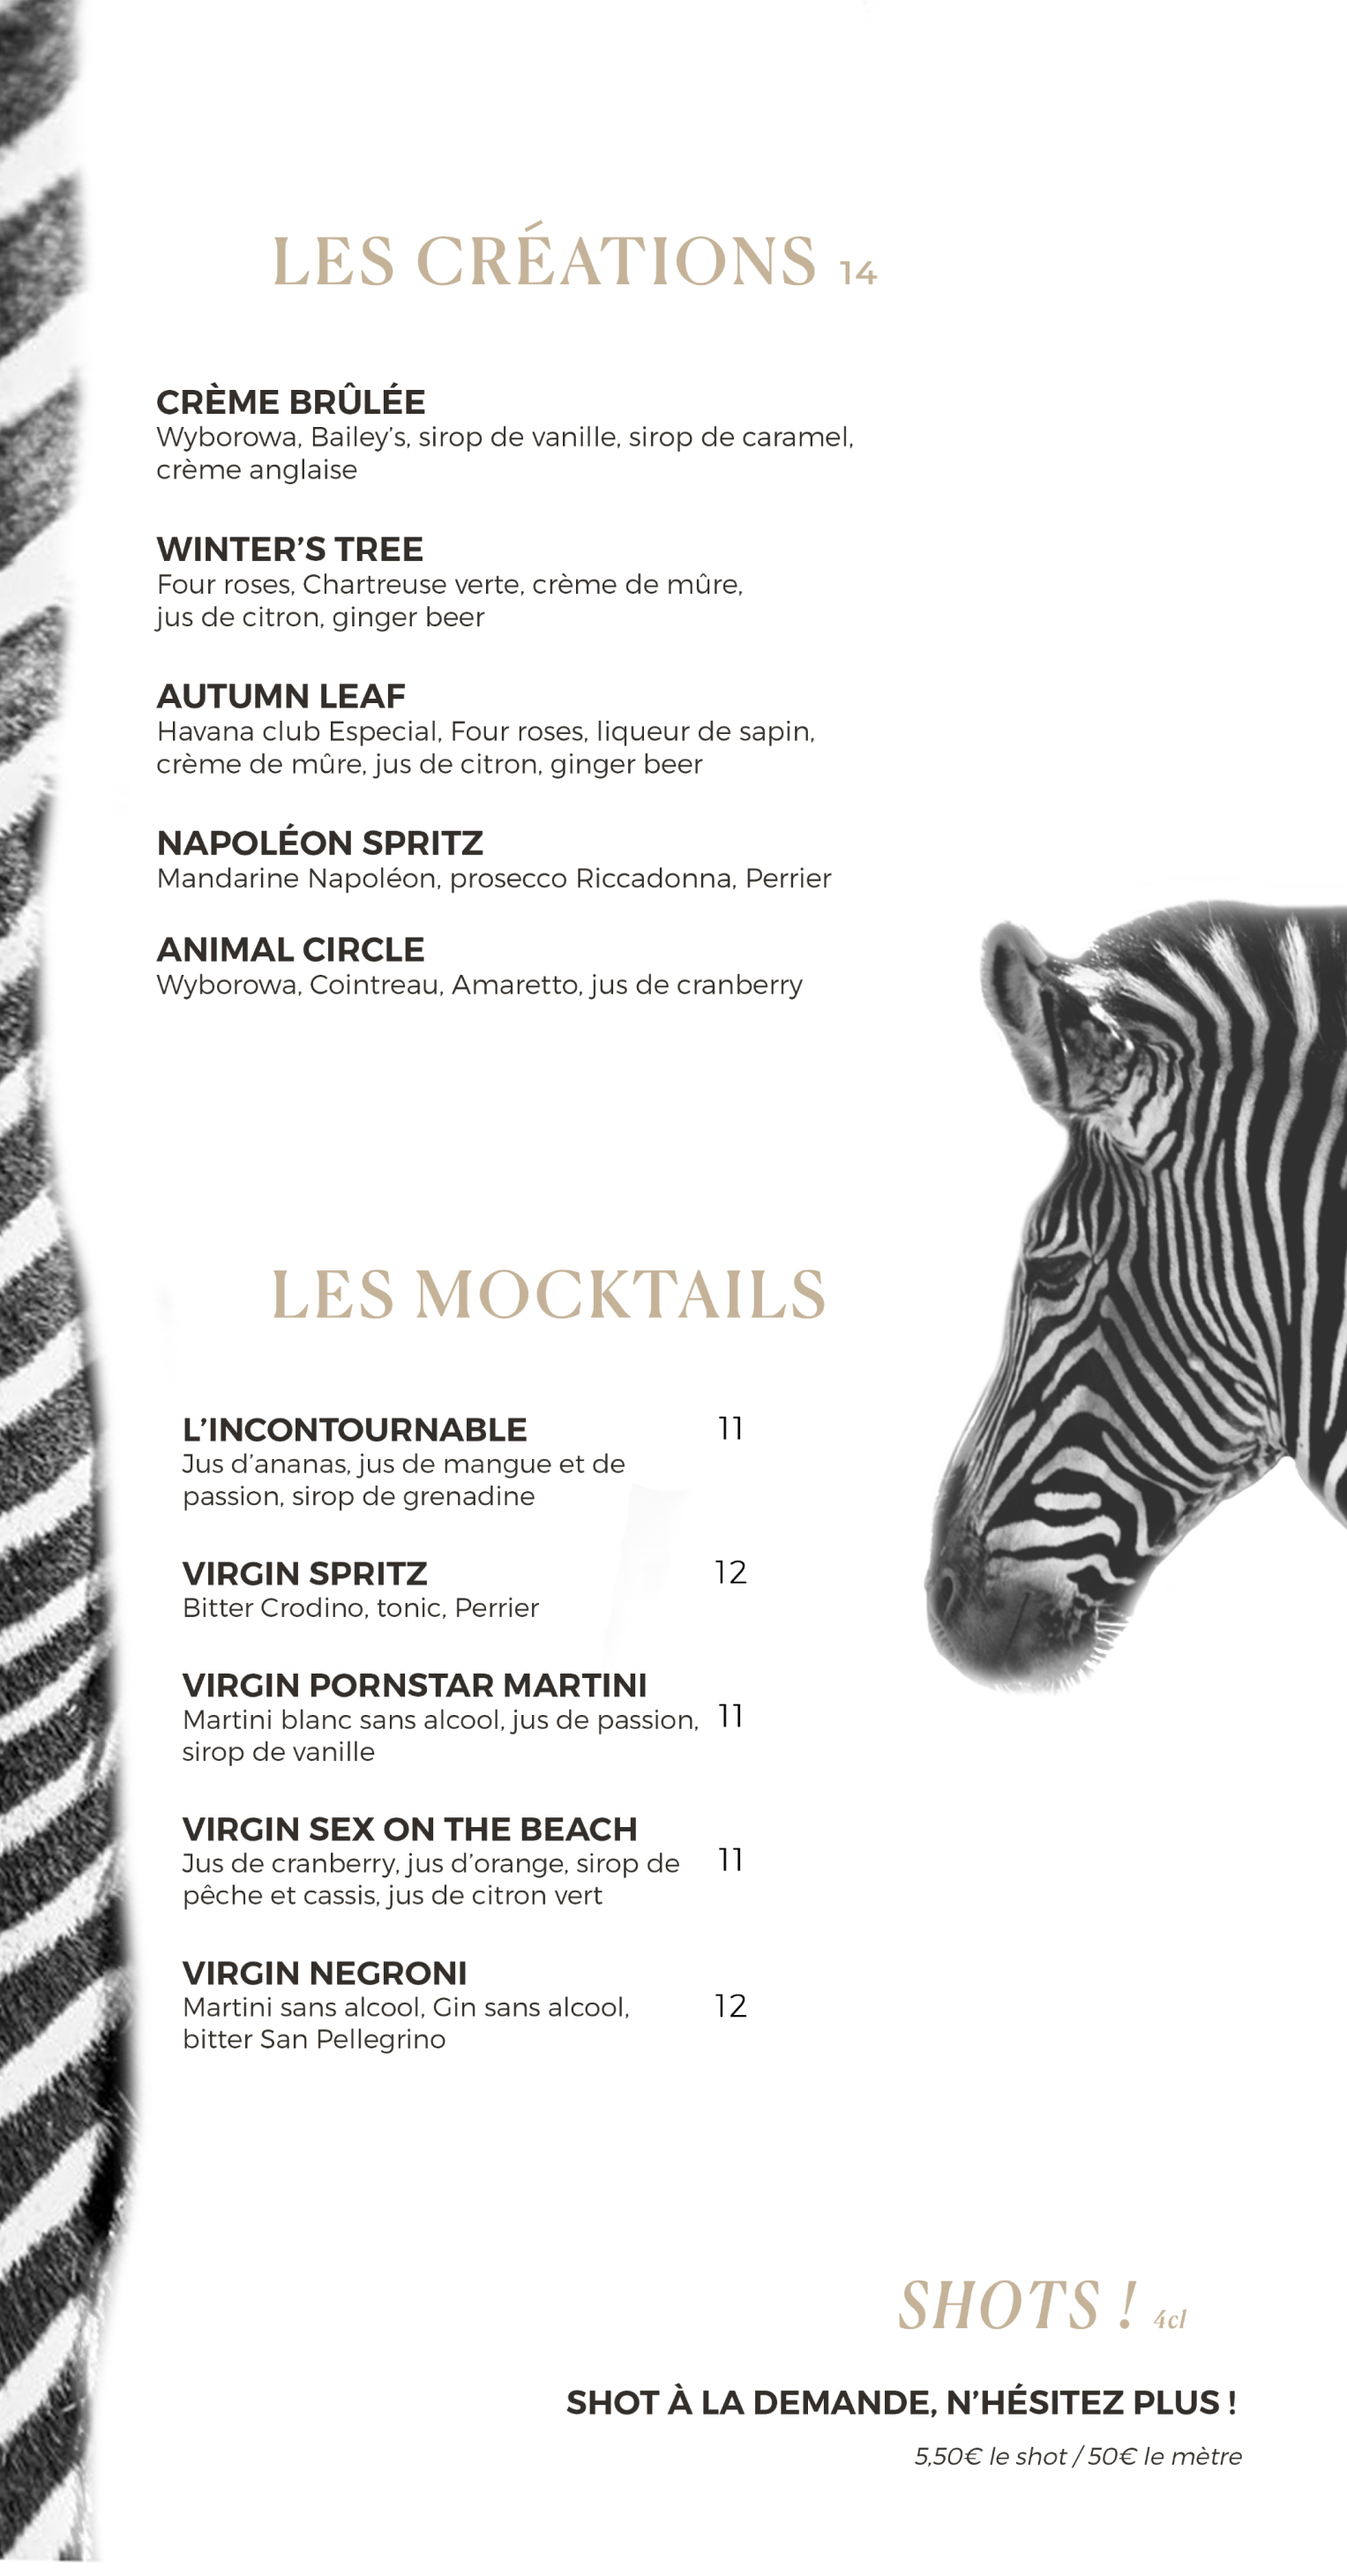 LES CRÉATIONS 14
CRÈME BRÛLÉE
Wyborowa, Bailey’s, sirop de vanille, sirop de caramel,
crème anglaise
WINTER’S TREE
Four roses, Chartreuse verte, crème de mûre,
jus de citron, ginger beer
AUTUMN LEAF
Havana club Especial, Four roses, liqueur de sapin,
crème de mûre, jus de citron, ginger beer
NAPOLÉON SPRITZ
Mandarine Napoléon, prosecco Riccadonna, Perrier
ANIMAL CIRCLE
Wyborowa, Cointreau, Amaretto, jus de cranberry
LES MOCKTAILS
L’INCONTOURNABLE 11
Jus d’ananas, jus de mangue et de
passion, sirop de grenadine
VIRGIN SPRITZ 12
Bitter Crodino, tonic, Perrier
VIRGIN PORNSTAR MARTINI
Martini blanc sans alcool, jus de passion, 11
sirop de vanille
VIRGIN SEX ON THE BEACH
Jus de cranberry, jus d’orange, sirop de 11
pêche et cassis, jus de citron vert
VIRGIN NEGRONI
Martini sans alcool, Gin sans alcool, 12
bitter San Pellegrino
SHOTS ! 4cl
SHOT À LA DEMANDE, N’HÉSITEZ PLUS !
5,50€ le shot / 50€ le mètre